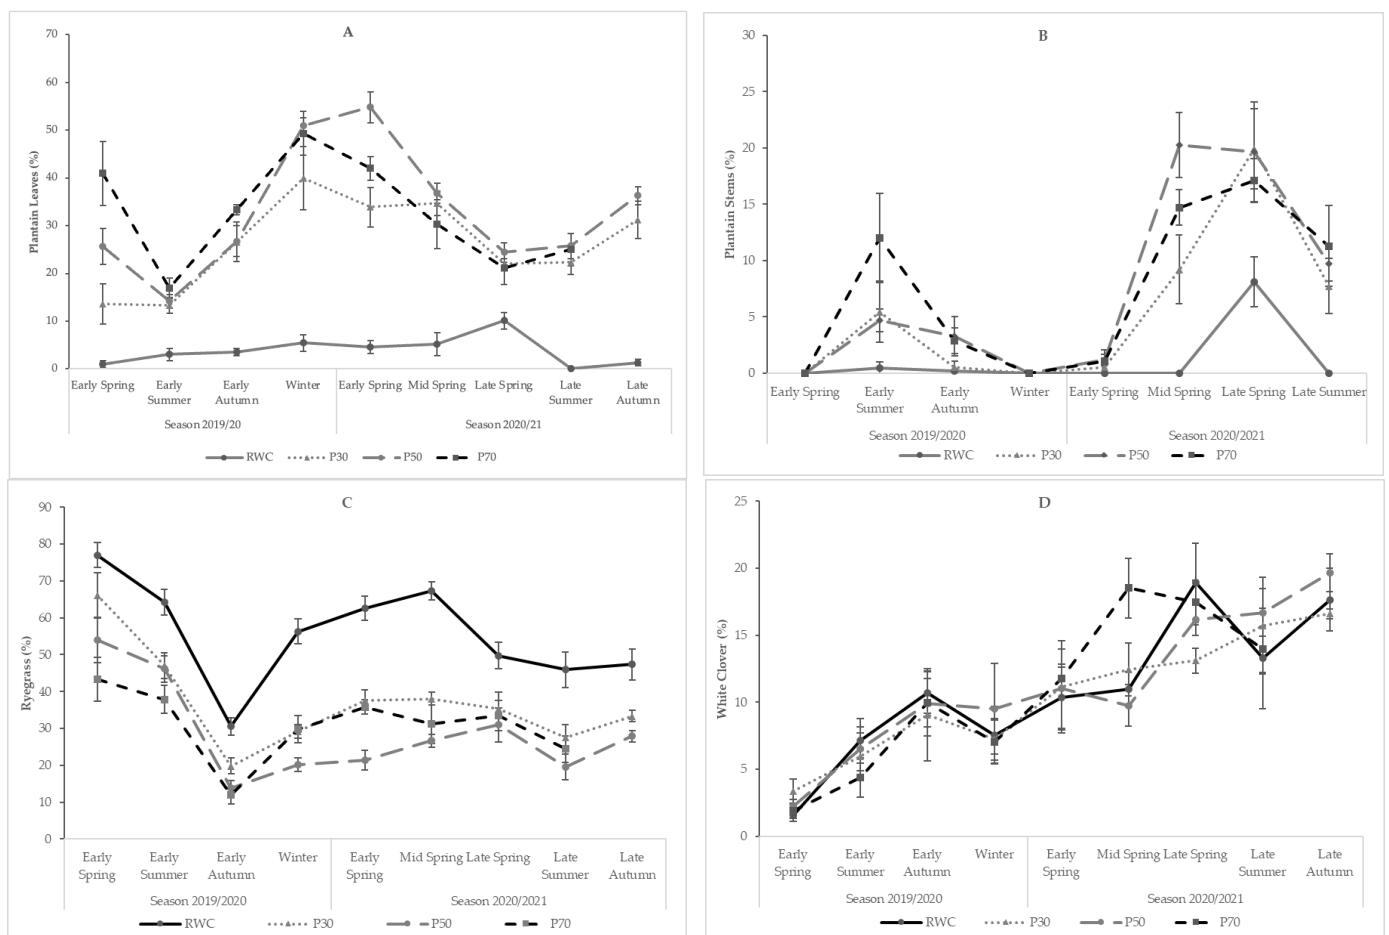 A
Plantain Leaves (%)
70
60
50
40
30
20
10
0
Early Spring Early Summer Early Autumn Winter Early Spring Mid Spring Late Spring Late Summer Late Autumn
Season 2019/20 Season 2020/21
RWC P30 P50 P70
B
Plantain Stems (%)
30
25
20
15
10
5
0
Early Spring Early Summer Early Autumn Winter Early Spring Mid Spring Late Spring Late Summer
Season 2019/2020 Season 2020/2021
RWC P30 P50 P70
C
Ryegrass (%)
90
80
70
60
50
40
30
20
10
0
Early Spring Early Summer Early Autumn Winter Early Spring Mid Spring Late Spring Late Summer Late Autumn
Season 2019/2020 Season 2020/2021
RWC P30 P50 P70
D
White Clover (%)
25
20
15
10
5
0
Early Spring Early Summer Early Autumn Winter Early Spring Mid Spring Late Spring Late Summer Late Autumn
Season 2019/2020 Season 2020/2021
RWC P30 P50 P70